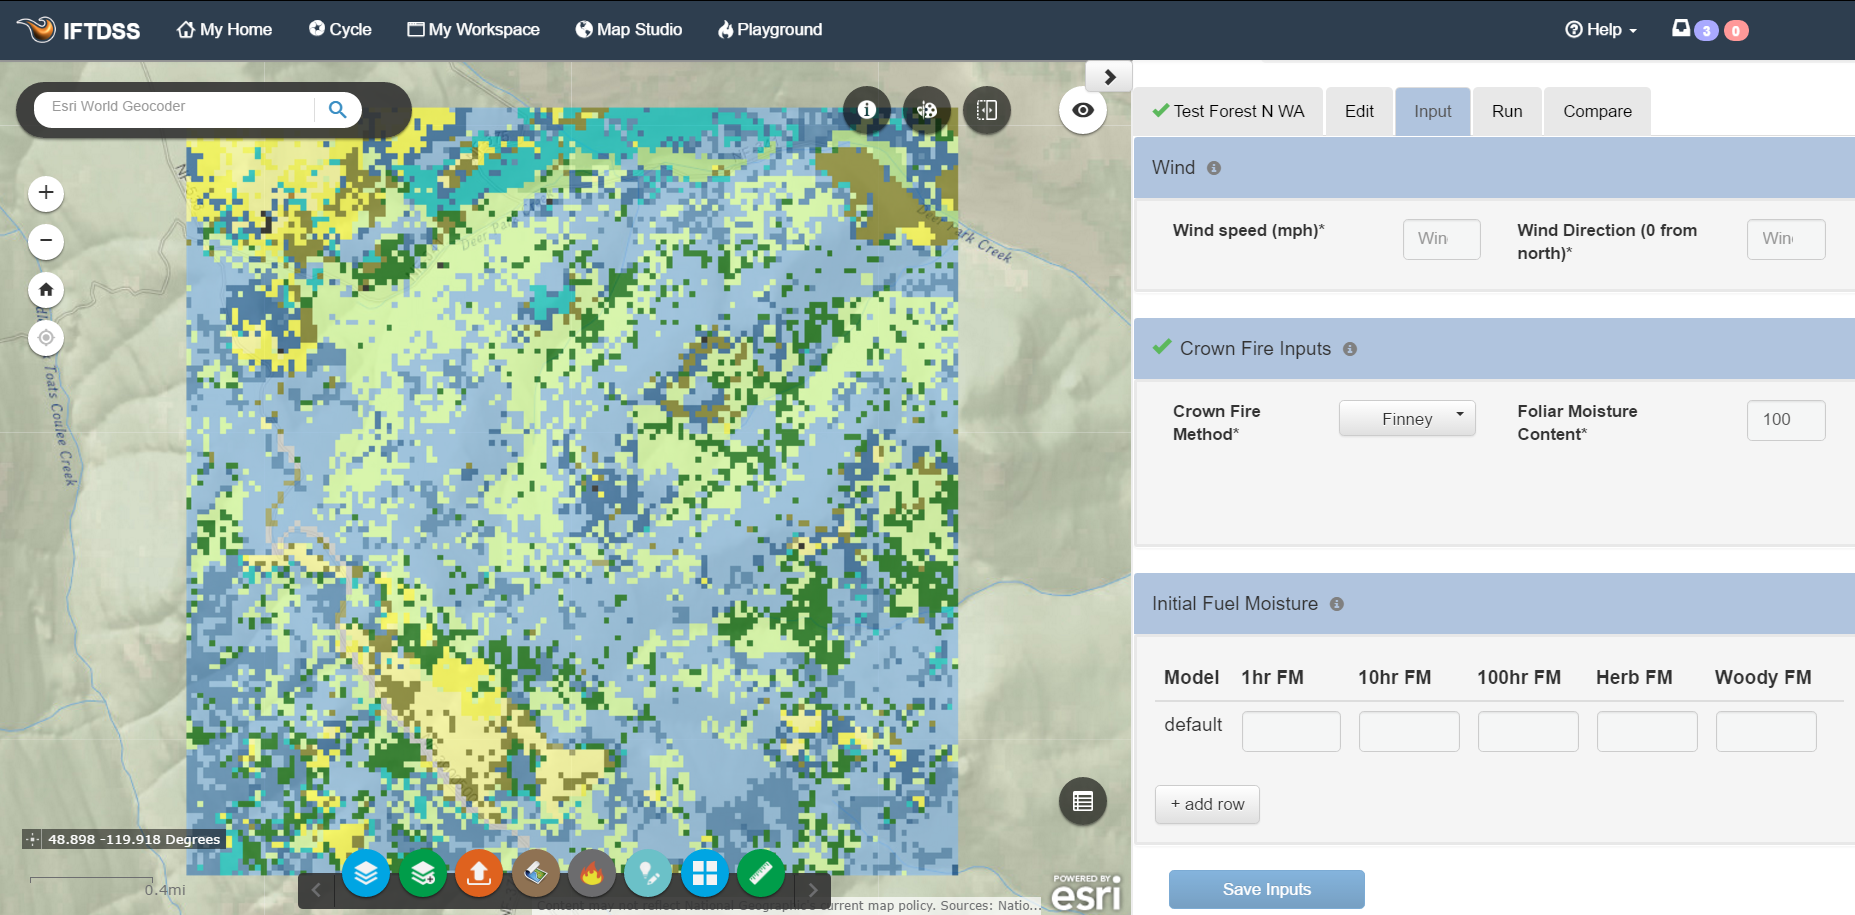 IFTDSS My Home Cycle My Workspace Map Studio Playground Help 3 0
Esri World Geocoder
Test Forest N WA Edit Input Run Compare
Wind
Wind speed (mph)* Win Wind Direction (0 from
north)* Win
Crown Fire Inputs
Crown Fire
Method* Finney Foliar Moisture
Content* 100
Initial Fuel Moisture
Model 1hr FM 10hr FM 100hr FM Herb FM Woody FM
default
+ add row
Save Inputs
Deer Park Creek
Toats Coulee Creek
48.898 -119.918 Degrees
0.4mi
POWERED BY
esri
Content may not reflect National Geographic's current map policy. Sources: Natio...